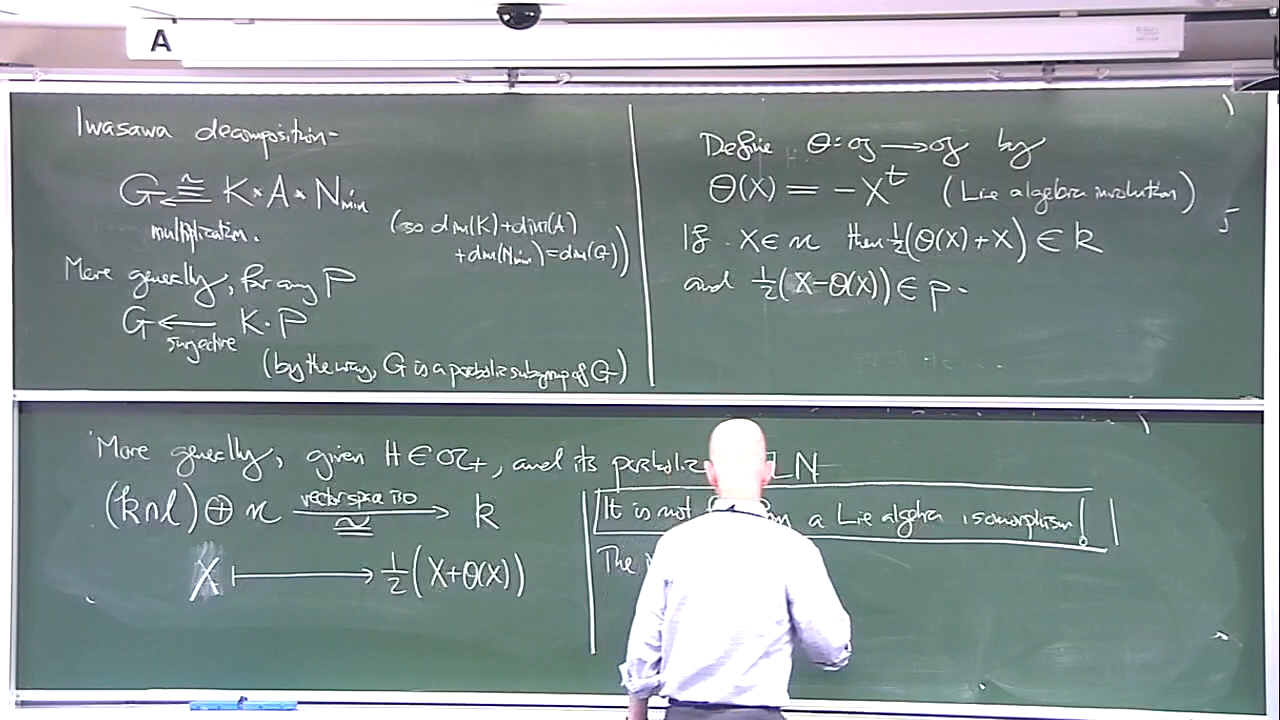 A
Iwasawa decomposition-
G ≅ K × A × N_min
multiplication.
(so dim(K)+dim(A)
+dim(N_min)=dim(G))
More generally, for any P
G ← K · P
surjective
(by the way, G is a parabolic subgroup of G)
Define θ: 𝔤 → 𝔤 by
θ(X) = -X^t (Lie algebra involution)
If X ∈ n then ½(θ(X) + X) ∈ k
and ½(X-θ(X)) ∈ p.
More generally, given H ∈ 𝔞₊, and its parabolic LN
(k∩l) ⊕ n → k
vector space iso
≅
X ↦ ½(X+θ(X))
It is not a Lie algebra isomorphism!
The